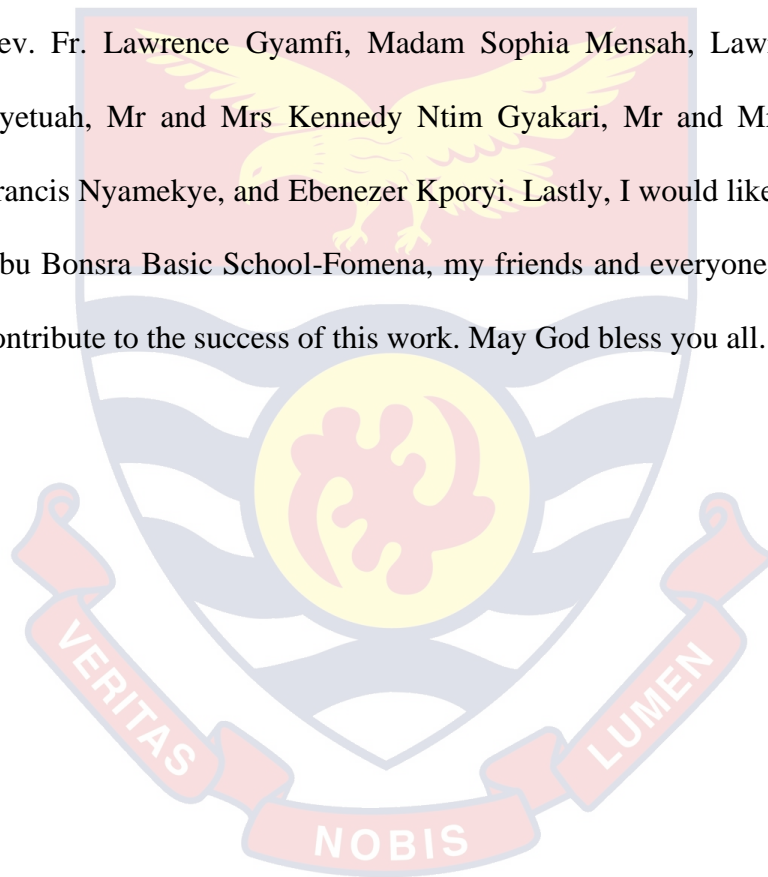 ev. Fr. Lawrence Gyamfi, Madam Sophia Mensah, Law
yetuah, Mr and Mrs Kennedy Ntim Gyakari, Mr and M
rancis Nyamekye, and Ebenezer Kporyi. Lastly, I would like
bu Bonsra Basic School-Fomena, my friends and everyone
ontribute to the success of this work. May God bless you all.
VERITAS
NOBIS
LUMEN